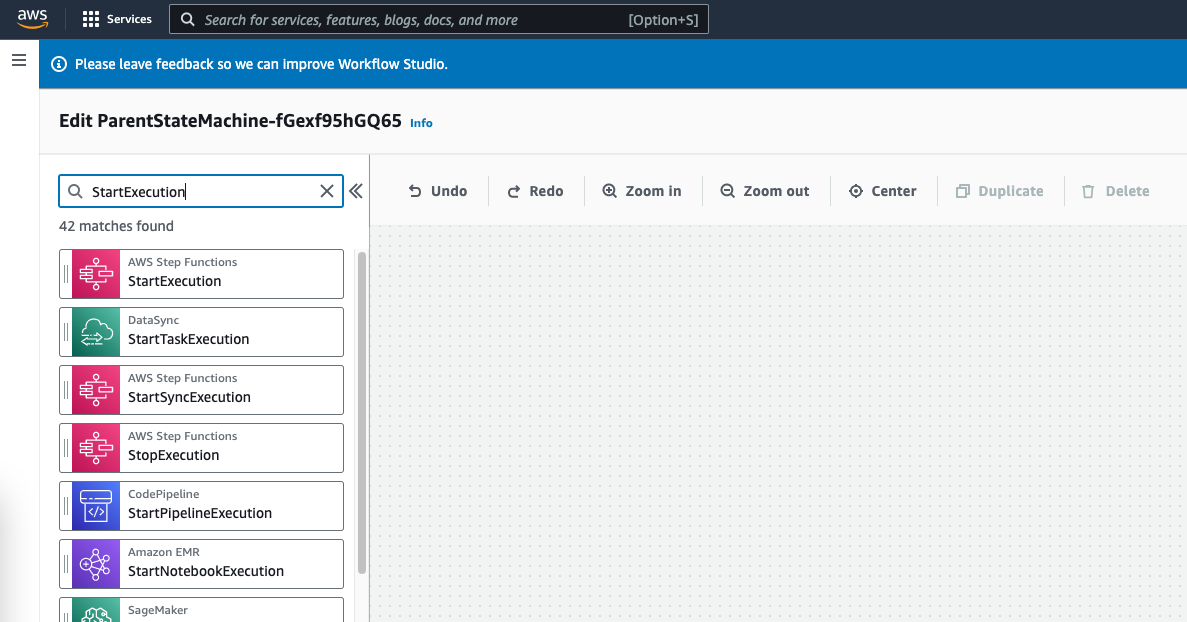 aws
Services
Search for services, features, blogs, docs, and more
[Option+S]
Please leave feedback so we can improve Workflow Studio.
Edit ParentStateMachine-fGexf95hGQ65 Info
StartExecution
Undo
Redo
Zoom in
Zoom out
Center
Duplicate
Delete
42 matches found
AWS Step Functions
StartExecution
DataSync
StartTaskExecution
AWS Step Functions
StartSyncExecution
AWS Step Functions
StopExecution
CodePipeline
StartPipelineExecution
Amazon EMR
StartNotebookExecution
SageMaker